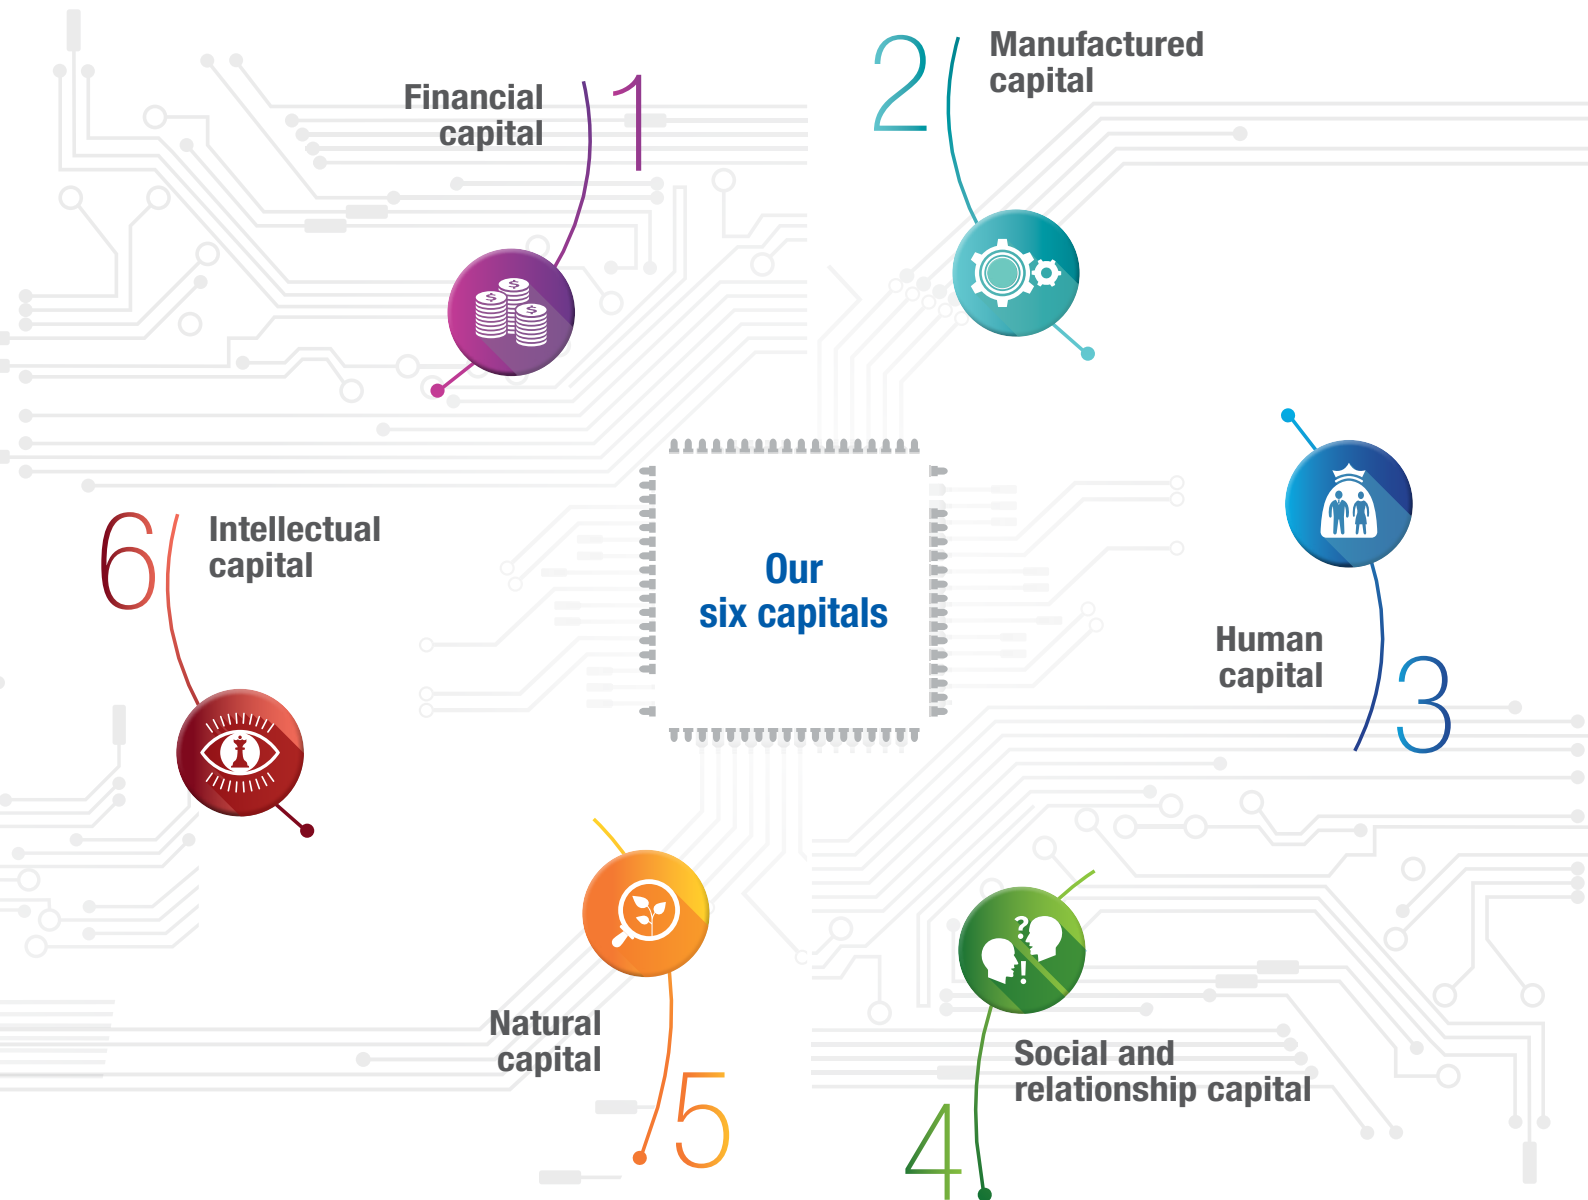 1
Financial
capital
2
Manufactured
capital
Our
six capitals
3
Human
capital
4
Social and
relationship capital
5
Natural
capital
6
Intellectual
capital
$
$
$
?
!